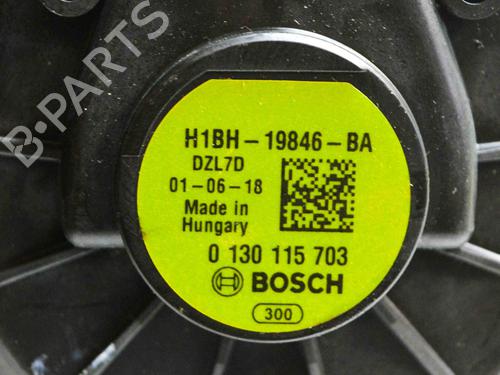 B-PARTS
H1BH-19846-BA
DZL7D
01-06-18
Made in
Hungary
0 130 115 703
BOSCH
300